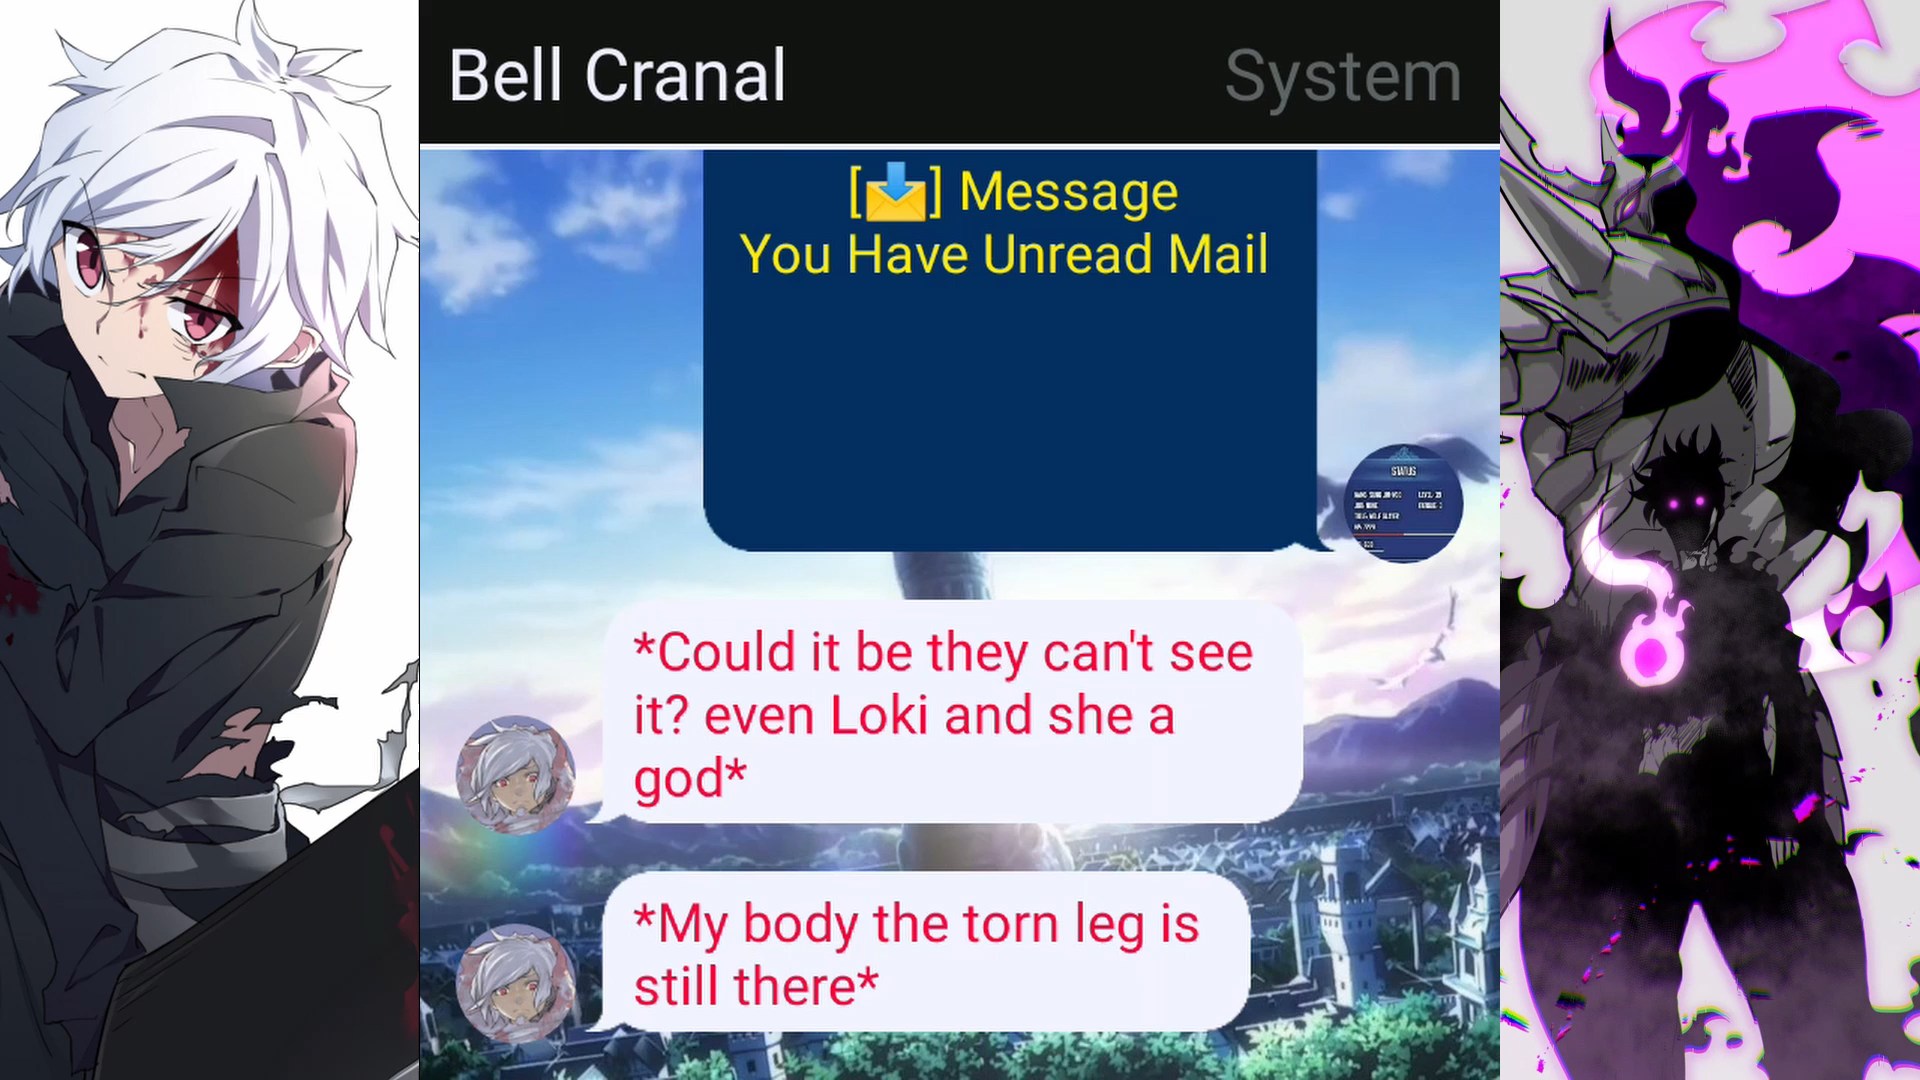 Bell Cranal
System
[📩] Message
You Have Unread Mail
STATUS
*Could it be they can't see
it? even Loki and she a
god*
*My body the torn leg is
still there*